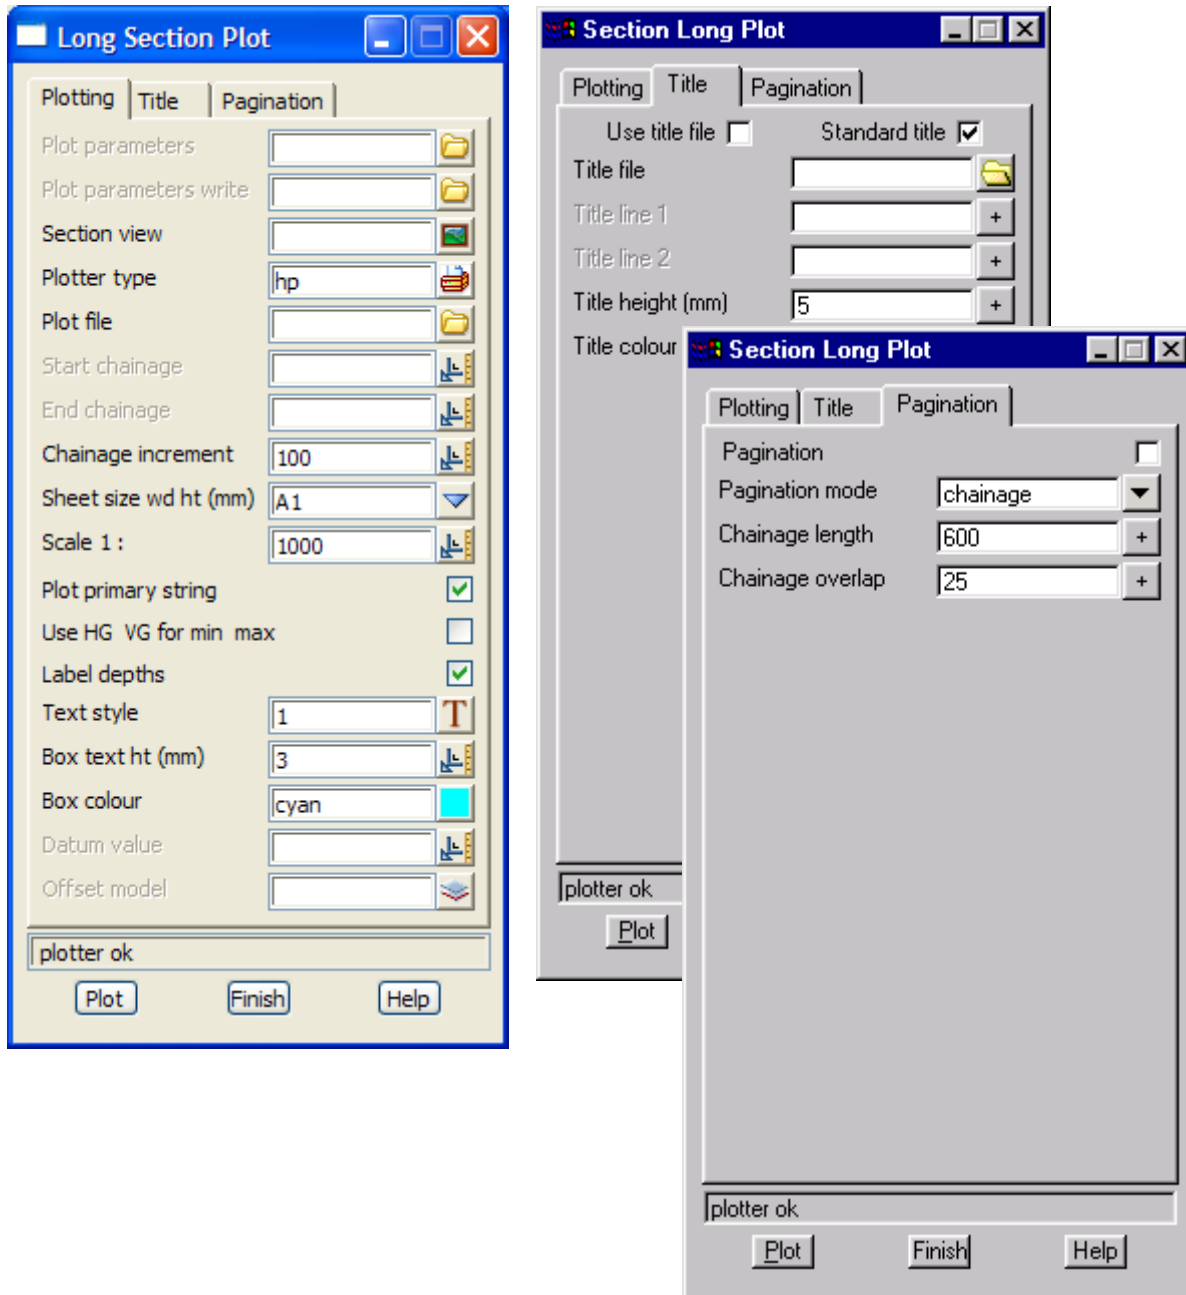 Long Section Plot
Plotting Title Pagination
Plot parameters
Plot parameters write
Section view
Plotter type hp
Plot file
Start chainage
End chainage
Chainage increment 100
Sheet size wd ht (mm) A1
Scale 1 : 1000
Plot primary string
Use HG VG for min max
Label depths
Text style 1 T
Box text ht (mm) 3
Box colour cyan
Datum value
Offset model
plotter ok
Plot Finish Help
Section Long Plot
Plotting Title Pagination
Use title file Standard title
Title file
Title line 1 +
Title line 2 +
Title height (mm) 5 +
Title colour
plotter ok
Plot
Section Long Plot
Plotting Title Pagination
Pagination
Pagination mode chainage
Chainage length 600 +
Chainage overlap 25 +
plotter ok
Plot Finish Help